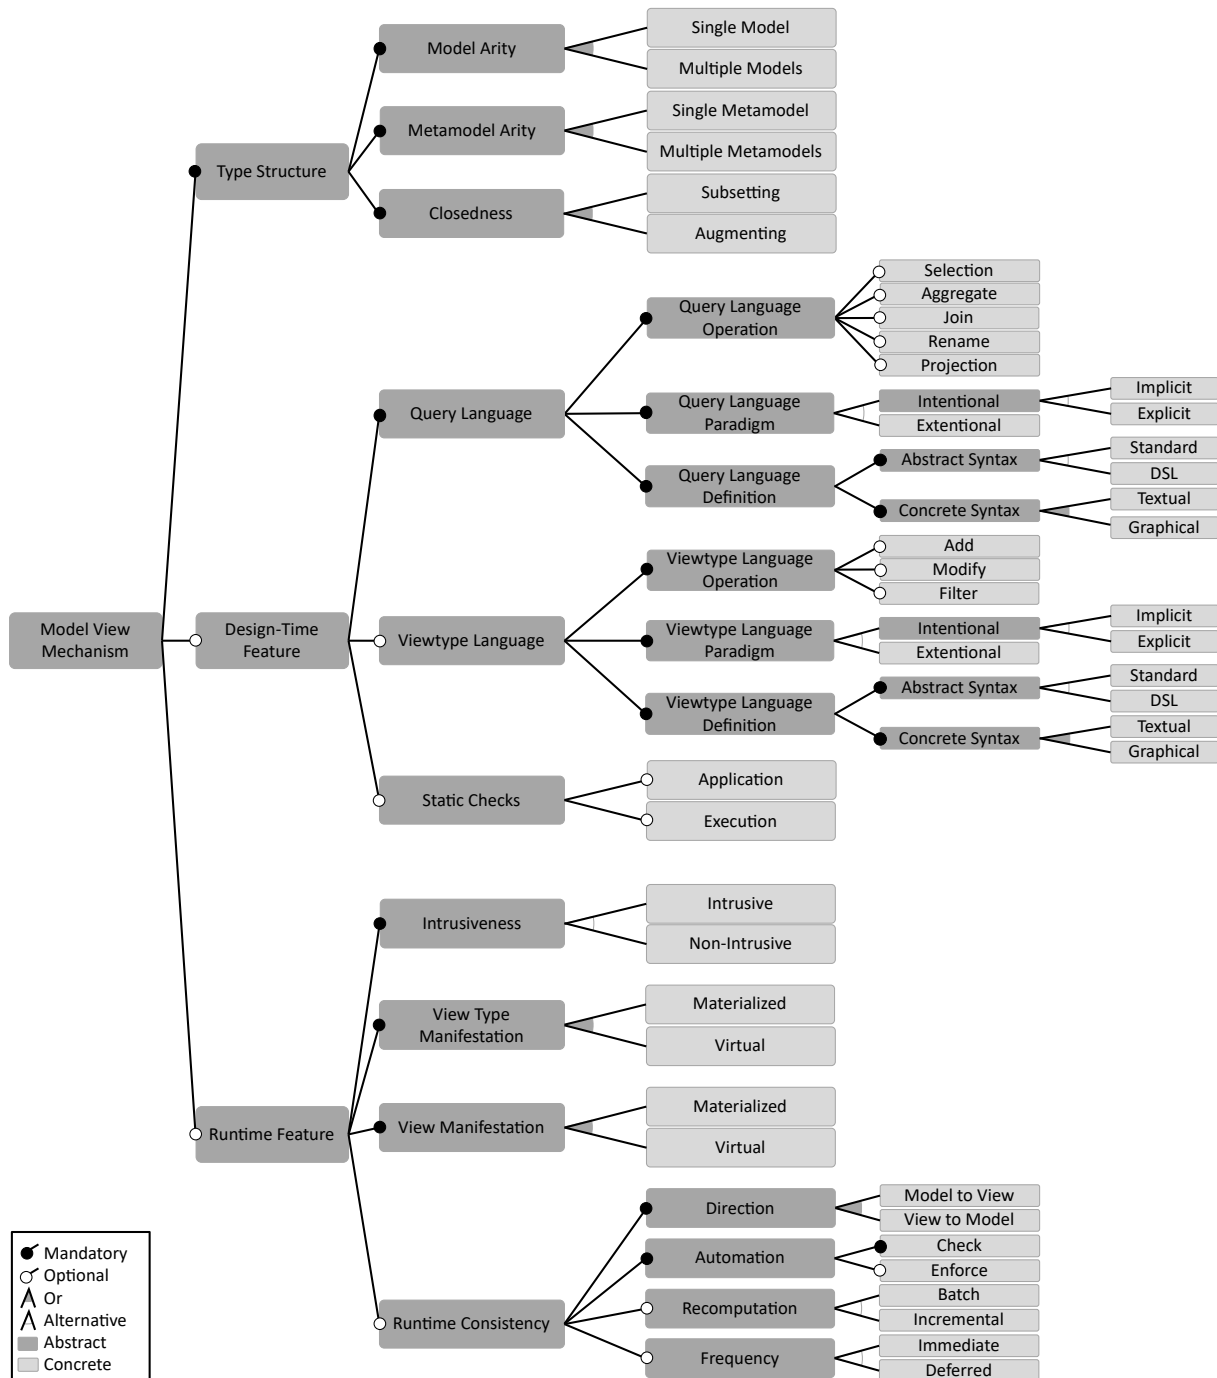 Model View
Mechanism
Type Structure
Model Arity
Single Model
Multiple Models
Metamodel Arity
Single Metamodel
Multiple Metamodels
Closedness
Subsetting
Augmenting
Design-Time
Feature
Query Language
Query Language
Operation
Selection
Aggregate
Join
Rename
Projection
Query Language
Paradigm
Intentional
Implicit
Explicit
Extentional
Query Language
Definition
Abstract Syntax
Standard
DSL
Concrete Syntax
Textual
Graphical
Viewtype Language
Viewtype Language
Operation
Add
Modify
Filter
Viewtype Language
Paradigm
Intentional
Implicit
Explicit
Extentional
Viewtype Language
Definition
Abstract Syntax
Standard
DSL
Concrete Syntax
Textual
Graphical
Static Checks
Application
Execution
Runtime Feature
Intrusiveness
Intrusive
Non-Intrusive
View Type
Manifestation
Materialized
Virtual
View Manifestation
Materialized
Virtual
Runtime Consistency
Direction
Model to View
View to Model
Automation
Check
Enforce
Recomputation
Batch
Incremental
Frequency
Immediate
Deferred
Mandatory
Optional
Or
Alternative
Abstract
Concrete